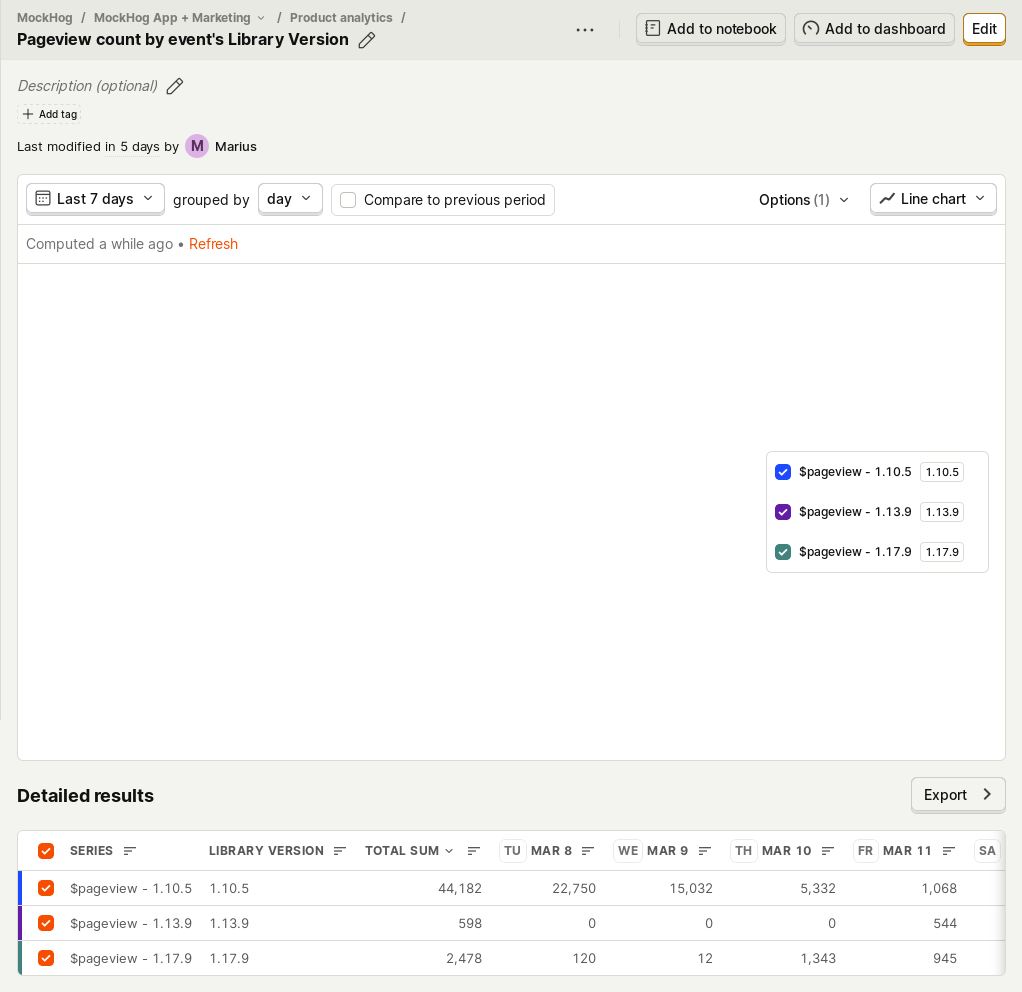 MockHog / MockHog App + Marketing / Product analytics /
Pageview count by event's Library Version
Add to notebook
Add to dashboard
Edit
Description (optional)
Add tag
Last modified in 5 days by M Marius
Last 7 days grouped by day Compare to previous period Options (1) Line chart
Computed a while ago • Refresh
$pageview - 1.10.5 1.10.5
$pageview - 1.13.9 1.13.9
$pageview - 1.17.9 1.17.9
Detailed results
Export
SERIES LIBRARY VERSION TOTAL SUM TU MAR 8 WE MAR 9 TH MAR 10 FR MAR 11 SA
$pageview - 1.10.5 1.10.5 44,182 22,750 15,032 5,332 1,068
$pageview - 1.13.9 1.13.9 598 0 0 0 544
$pageview - 1.17.9 1.17.9 2,478 120 12 1,343 945